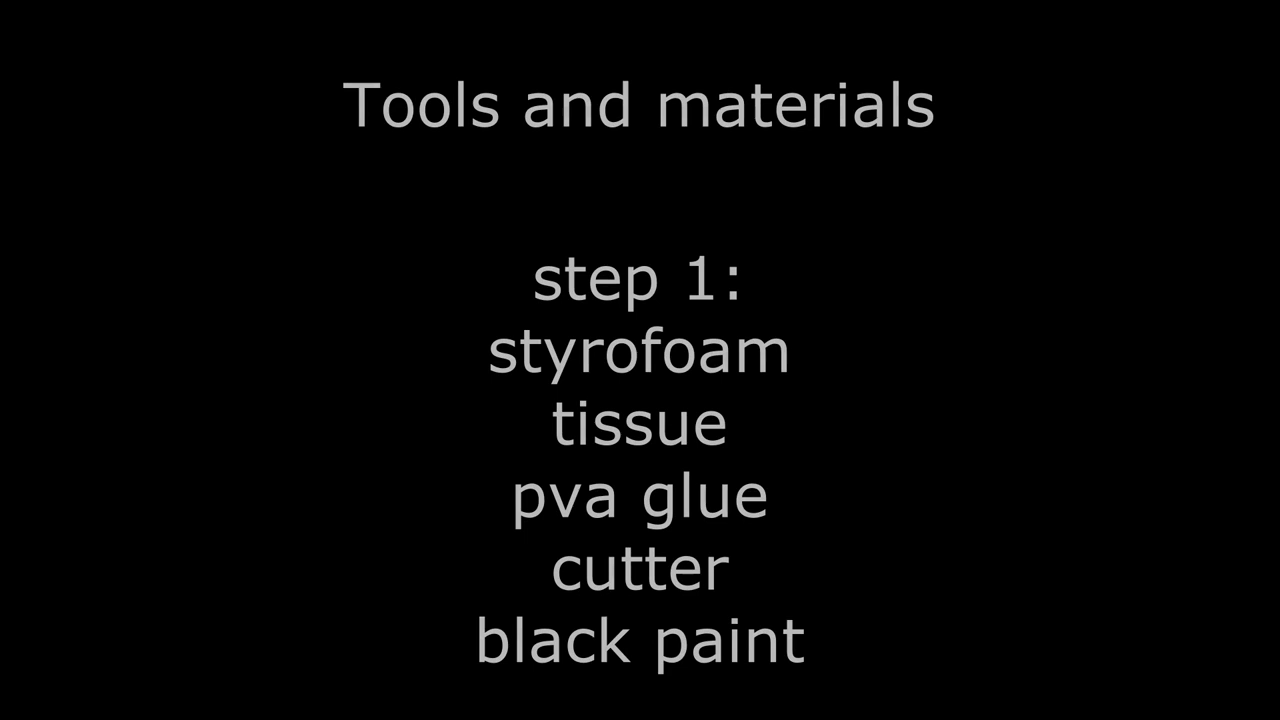 Tools and materials
step 1:
styrofoam
tissue
pva glue
cutter
black paint